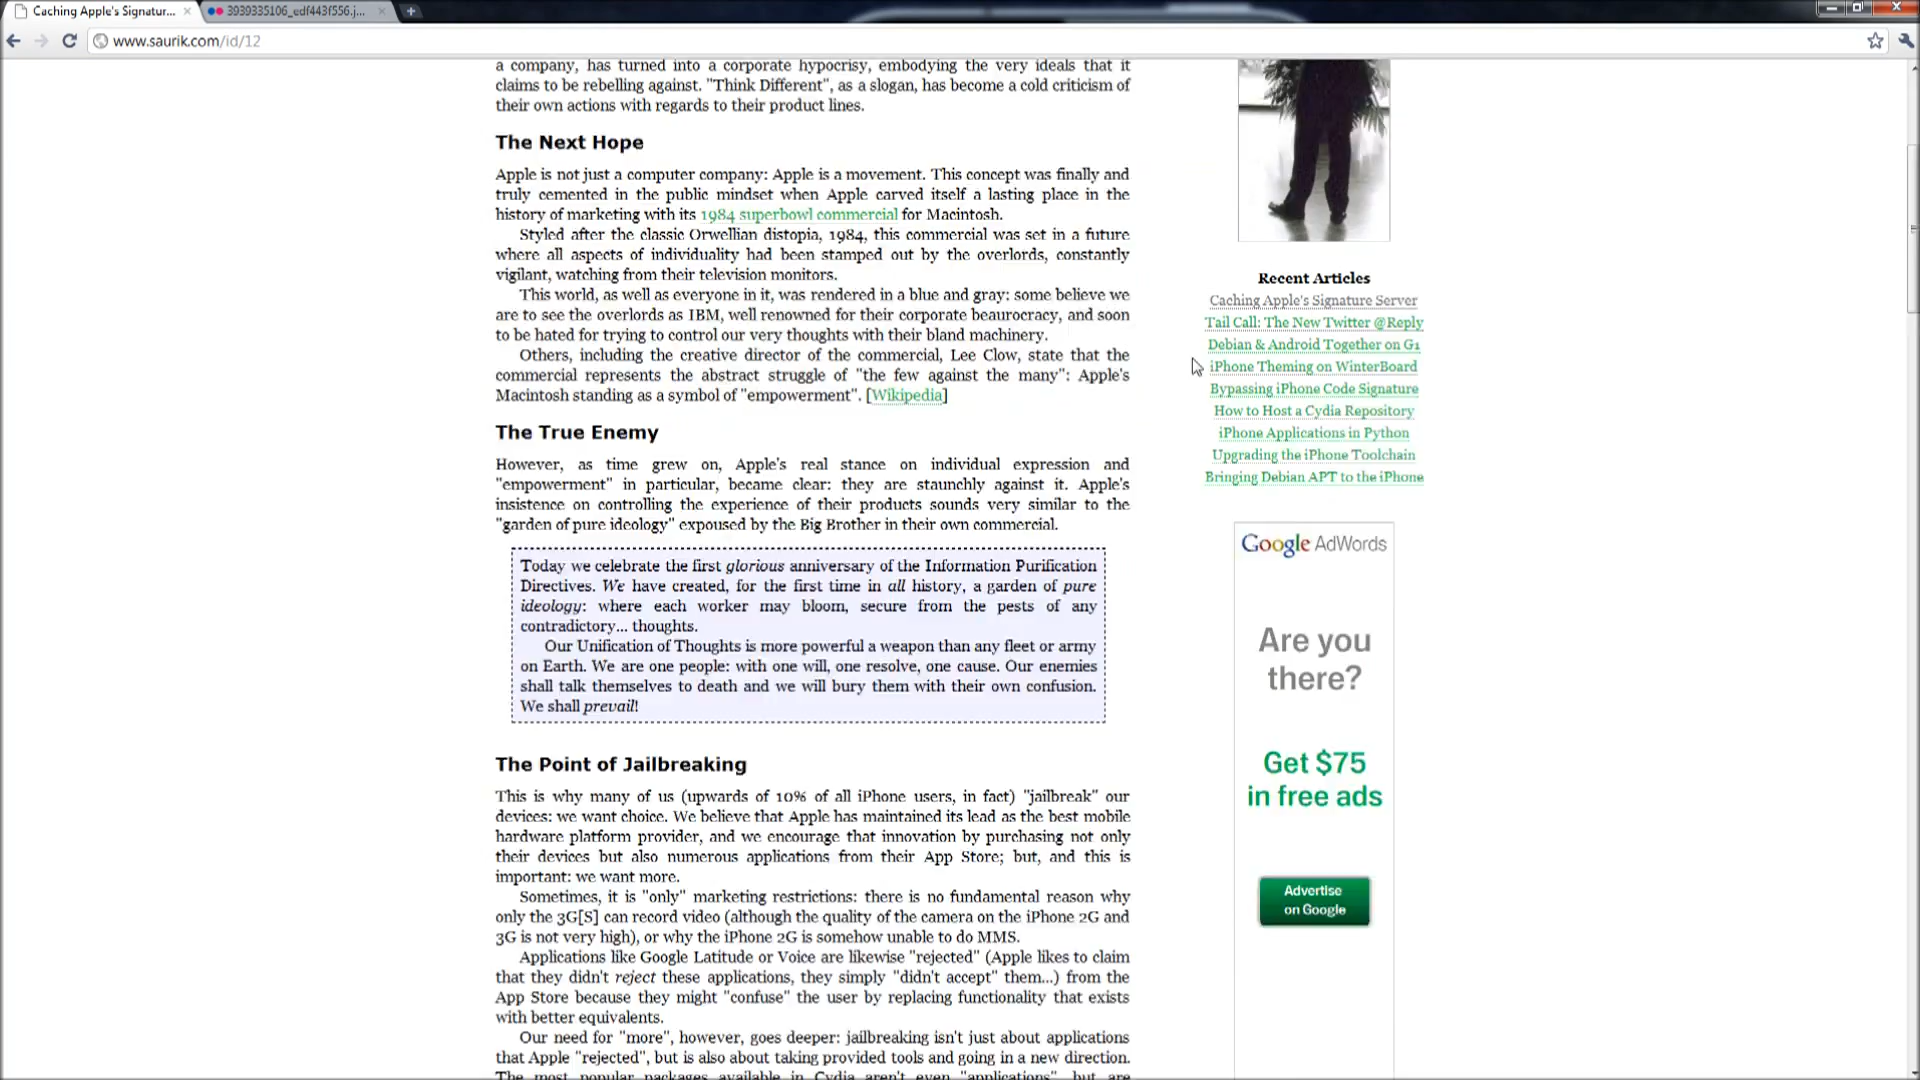 Caching Apple's Signatur...
3939335106_edf443f556.j...
www.saurik.com/id/12
a company, has turned into a corporate hypocrisy, embodying the very ideals that it
claims to be rebelling against. "Think Different", as a slogan, has become a cold criticism of
their own actions with regards to their product lines.
The Next Hope
Apple is not just a computer company: Apple is a movement. This concept was finally and
truly cemented in the public mindset when Apple carved itself a lasting place in the
history of marketing with its 1984 superbowl commercial for Macintosh.
Styled after the classic Orwellian distopia, 1984, this commercial was set in a future
where all aspects of individuality had been stamped out by the overlords, constantly
vigilant, watching from their television monitors.
This world, as well as everyone in it, was rendered in a blue and gray: some believe we
are to see the overlords as IBM, well renowned for their corporate beaurocracy, and soon
to be hated for trying to control our very thoughts with their bland machinery.
Others, including the creative director of the commercial, Lee Clow, state that the
commercial represents the abstract struggle of "the few against the many": Apple's
Macintosh standing as a symbol of "empowerment". [Wikipedia]
The True Enemy
However, as time grew on, Apple's real stance on individual expression and
"empowerment" in particular, became clear: they are staunchly against it. Apple's
insistence on controlling the experience of their products sounds very similar to the
"garden of pure ideology" expoused by the Big Brother in their own commercial.
Today we celebrate the first glorious anniversary of the Information Purification
Directives. We have created, for the first time in all history, a garden of pure
ideology: where each worker may bloom, secure from the pests of any
contradictory... thoughts.
Our Unification of Thoughts is more powerful a weapon than any fleet or army
on Earth. We are one people: with one will, one resolve, one cause. Our enemies
shall talk themselves to death and we will bury them with their own confusion.
We shall prevail!
The Point of Jailbreaking
This is why many of us (upwards of 10% of all iPhone users, in fact) "jailbreak" our
devices: we want choice. We believe that Apple has maintained its lead as the best mobile
hardware platform provider, and we encourage that innovation by purchasing not only
their devices but also numerous applications from their App Store; but, and this is
important: we want more.
Sometimes, it is "only" marketing restrictions: there is no fundamental reason why
only the 3G[S] can record video (although the quality of the camera on the iPhone 2G and
3G is not very high), or why the iPhone 2G is somehow unable to do MMS.
Applications like Google Latitude or Voice are likewise "rejected" (Apple likes to claim
that they didn't reject these applications, they simply "didn't accept" them...) from the
App Store because they might "confuse" the user by replacing functionality that exists
with better equivalents.
Our need for "more", however, goes deeper: jailbreaking isn't just about applications
that Apple "rejected", but is also about taking provided tools and going in a new direction.
The most popular packages available in Cydia aren't even "applications", but are
Recent Articles
Caching Apple's Signature Server
Tail Call: The New Twitter @Reply
Debian & Android Together on G1
iPhone Theming on WinterBoard
Bypassing iPhone Code Signature
How to Host a Cydia Repository
iPhone Applications in Python
Upgrading the iPhone Toolchain
Bringing Debian APT to the iPhone
Google AdWords
Are you
there?
Get $75
in free ads
Advertise
on Google